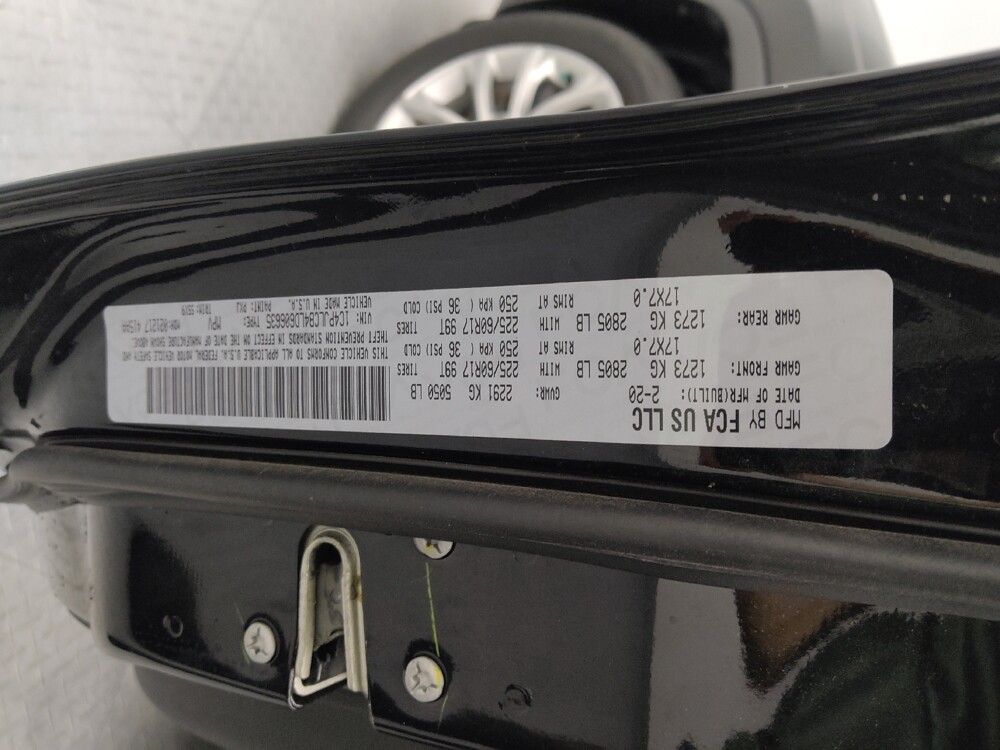 MFD BY FCA US LLC
DATE OF MFR(BUILT): 2-20 GVWR: 2291 KG 5050 LB
GAWR FRONT: 1273 KG 2805 LB WITH 225/60R17 99T TIRES
17X7.0 RIMS AT 250 KPA ( 36 PSI) COLD
GAWR REAR: 1273 KG 2805 LB WITH 225/60R17 99T TIRES
17X7.0 RIMS AT 250 KPA ( 36 PSI) COLD
THIS VEHICLE CONFORMS TO ALL APPLICABLE U.S.A. FEDERAL MOTOR VEHICLE SAFETY AND
THEFT PREVENTION STANDARDS IN EFFECT ON THE DATE OF MANUFACTURE SHOWN ABOVE.
VIN: 1C4PJLCB4LD606635 TYPE: MPV MDH:021217 415AA
VEHICLE MADE IN U.S.A. PAINT: PXJ